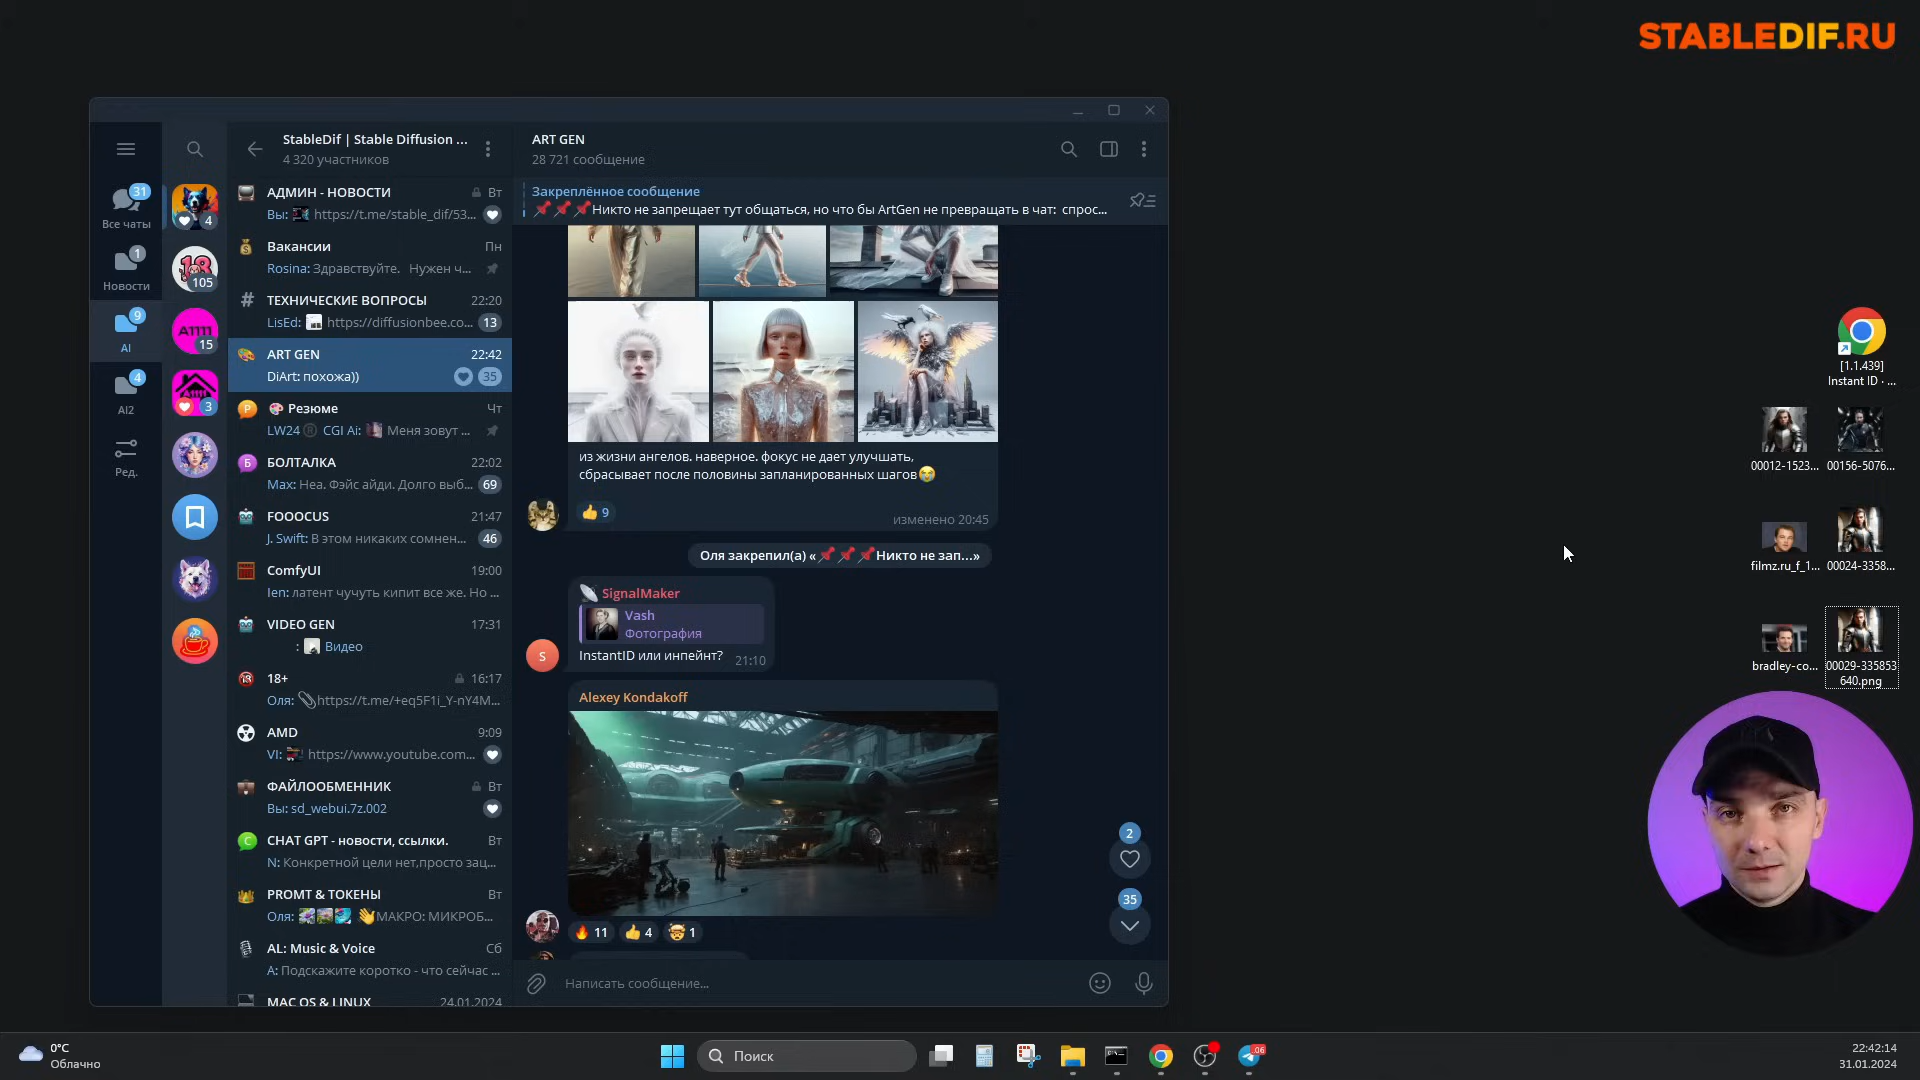 STABLEDIF.RU
31
Все чаты
1
Новости
9
AI
4
AI2
Ред.
4
18
105
A1111
15
3
StableDif | Stable Diffusion ...
4 320 участников
АДМИН - НОВОСТИ Вт
Вы: https://t.me/stable_dif/53...
Вакансии Пн
Rosina: Здравствуйте. Нужен ч...
# ТЕХНИЧЕСКИЕ ВОПРОСЫ 22:20
LisEd: https://diffusionbee.co... 13
ART GEN 22:42
DiArt: похожа)) 35
Р Резюме Чт
LW24 Ⓡ CGI Ai: Меня зовут ...
Б БОЛТАЛКА 22:02
Max: Неа. Фэйс айди. Долго выб... 69
FOOOCUS 21:47
J. Swift: В этом никаких сомнен... 46
ComfyUI 19:00
Ien: латент чучуть кипит все же. Но ...
VIDEO GEN 17:31
: Видео
18+ 16:17
Оля: https://t.me/+eq5F1i_Y-nY4M...
AMD 9:09
VI: https://www.youtube.com...
ФАЙЛООБМЕННИК Вт
Вы: sd_webui.7z.002
C CHAT GPT - новости, ссылки. Вт
N: Конкретной цели нет,просто зац...
PROMT & ТОКЕНЫ Вт
Оля: 👋МАКРО: МИКРОБ...
AL: Music & Voice Сб
A: Подскажите коротко - что сейчас ...
MAC OS & LINUX 24.01.2024
ART GEN
28 721 сообщение
Закреплённое сообщение
📌📌📌Никто не запрещает тут общаться, но что бы ArtGen не превращать в чат: спрос...
из жизни ангелов. наверное. фокус не дает улучшать,
сбрасывает после половины запланированных шагов😭
👍 9
изменено 20:45
Оля закрепил(а) «📌📌📌Никто не зап...»
SignalMaker
Vash
Фотография
InstantID или инпейнт? 21:10
S
Alexey Kondakoff
🔥 11 👍 4 🤯 1
2
35
Написать сообщение...
[1.1.439]
Instant ID · ...
00012-1523... 00156-5076...
filmz.ru_f_1... 00024-3358...
bradley-co... 00029-335853
640.png
0°C
Облачно
Поиск
.06
22:42:14
31.01.2024